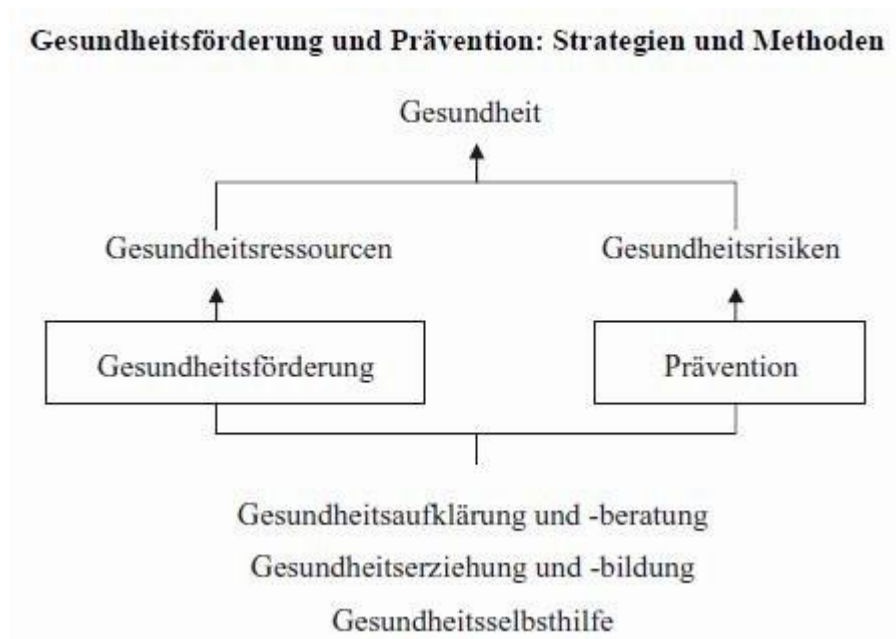 Gesundheitsförderung und Prävention: Strategien und Methoden
Gesundheit
Gesundheitsressourcen
Gesundheitsrisiken
Gesundheitsförderung
Prävention
Gesundheitsaufklärung und -beratung
Gesundheitserziehung und -bildung
Gesundheitsselbsthilfe